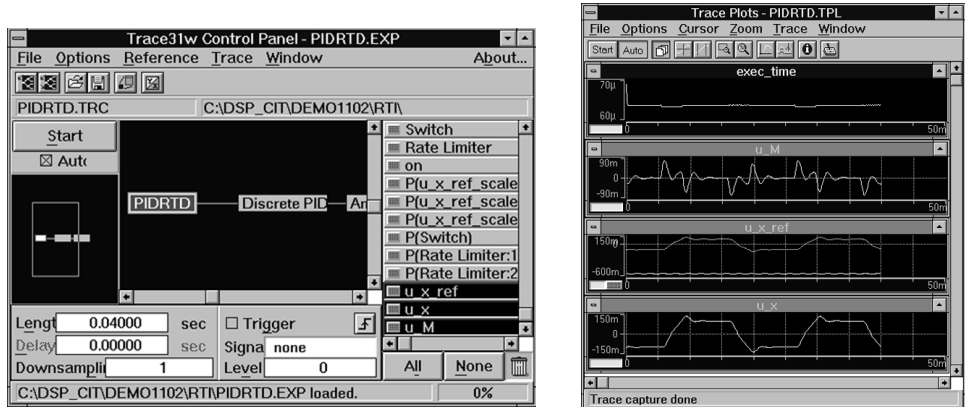 Trace31w Control Panel - PIDRTD.EXP
File Options Reference Trace Window About...
PIDRTD.TRC C:\DSP_CIT\DEMO1102\RTI\
Start
Auto
PIDRTD Discrete PID An
Switch
Rate Limiter
on
P(u_x_ref_scale
P(u_x_ref_scale
P(u_x_ref_scale
P(Switch)
P(Rate Limiter:1
P(Rate Limiter:2
u_x_ref
u_x
u_M
Lengt 0.04000 sec
Delay 0.00000 sec
Downsampli 1
Trigger
Signa none
Level 0
All None
C:\DSP_CIT\DEMO1102\RTI\PIDRTD.EXP loaded. 0%
Trace Plots - PIDRTD.TPL
File Options Cursor Zoom Trace Window
Start Auto
exec_time
70µ
60µ
0 50m
u_M
90m
0
-90m
0 50m
u_x_ref
150m
-600m
0 50m
u_x
150m
0
-150m
0 50m
Trace capture done